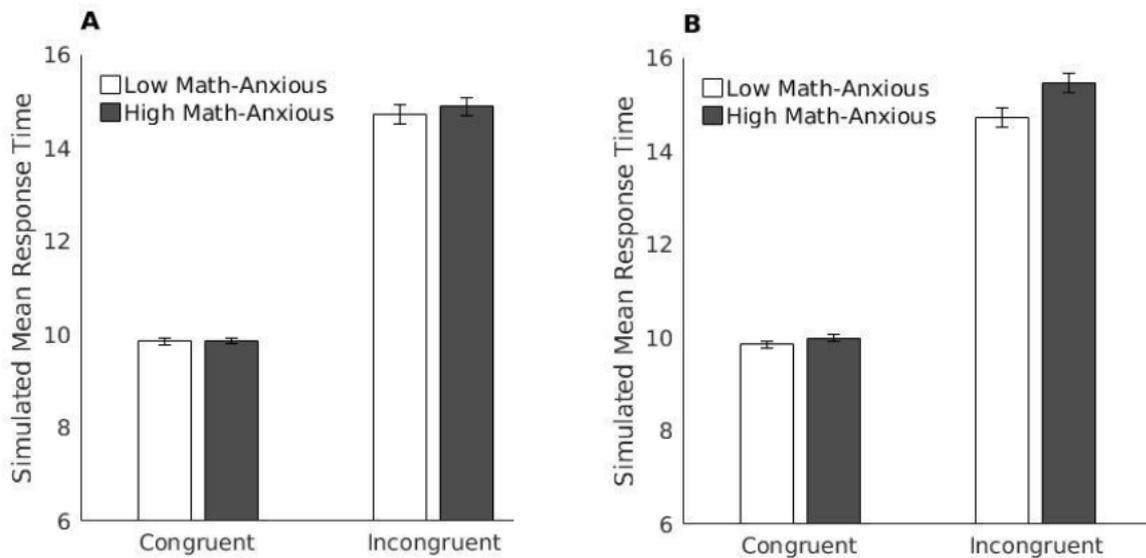 A
Simulated Mean Response Time
16
14
12
10
8
6
Low Math-Anxious
High Math-Anxious
Congruent
Incongruent
B
Simulated Mean Response Time
16
14
12
10
8
6
Low Math-Anxious
High Math-Anxious
Congruent
Incongruent